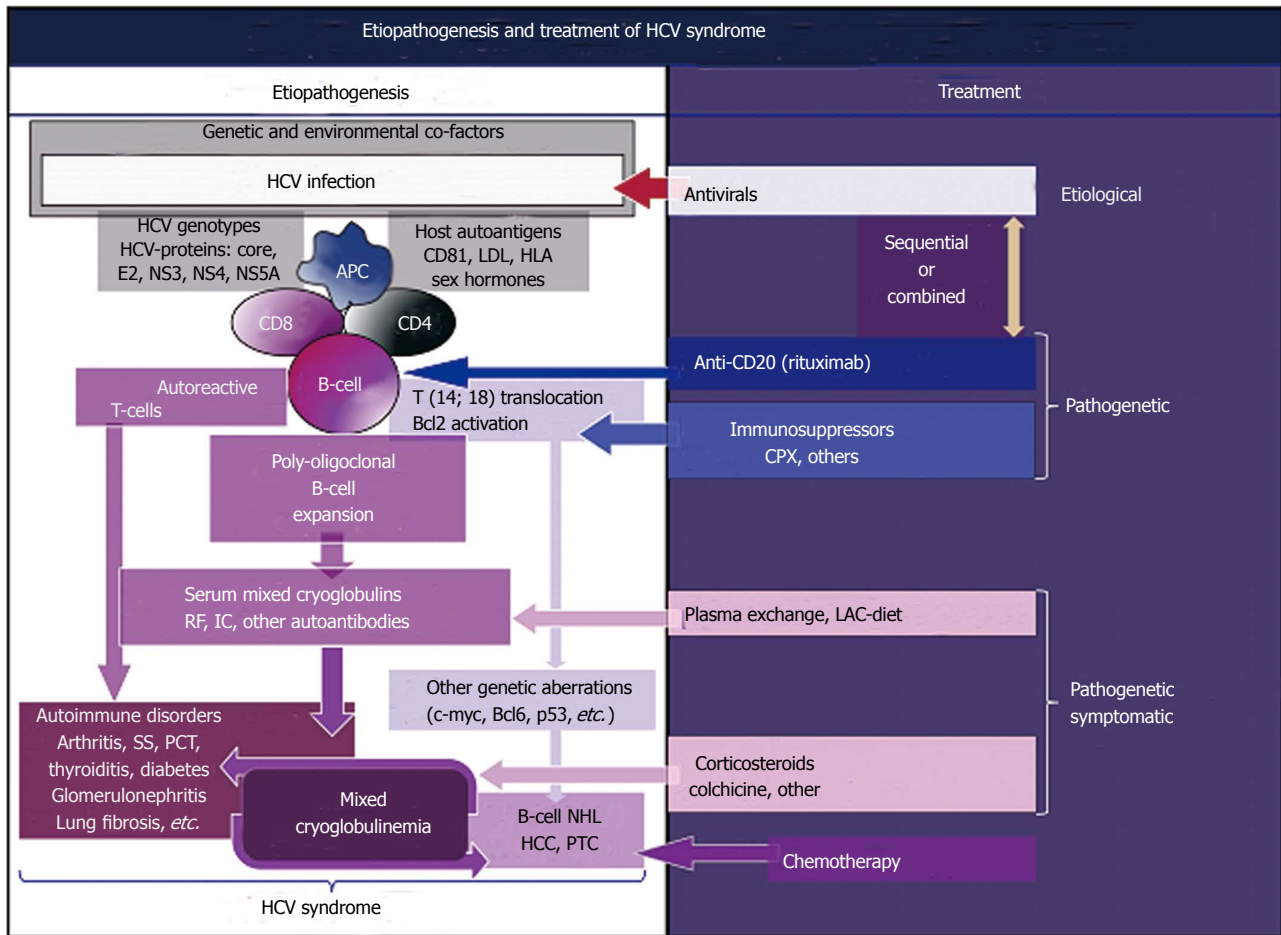 Etiopathogenesis and treatment of HCV syndrome
Etiopathogenesis
Treatment
Genetic and environmental co-factors
HCV infection
Antivirals
Etiological
HCV genotypes
HCV-proteins: core,
E2, NS3, NS4, NS5A
APC
Host autoantigens
CD81, LDL, HLA
sex hormones
Sequential
or
combined
CD8
CD4
B-cell
Anti-CD20 (rituximab)
Autoreactive
T-cells
T (14; 18) translocation
Bcl2 activation
Immunosuppressors
CPX, others
Pathogenetic
Poly-oligoclonal
B-cell
expansion
Serum mixed cryoglobulins
RF, IC, other autoantibodies
Plasma exchange, LAC-diet
Other genetic aberrations
(c-myc, Bcl6, p53, etc.)
Pathogenetic
symptomatic
Autoimmune disorders
Arthritis, SS, PCT,
thyroiditis, diabetes
Glomerulonephritis
Lung fibrosis, etc.
Mixed
cryoglobulinemia
Corticosteroids
colchicine, other
B-cell NHL
HCC, PTC
Chemotherapy
HCV syndrome